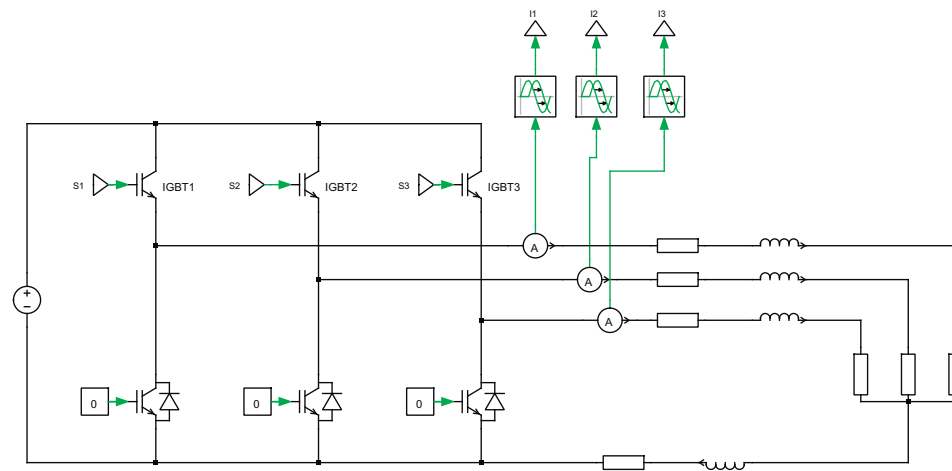 I1 I2 I3
S1 IGBT1 S2 IGBT2 S3 IGBT3
A
A
A
+
−
0 0 0